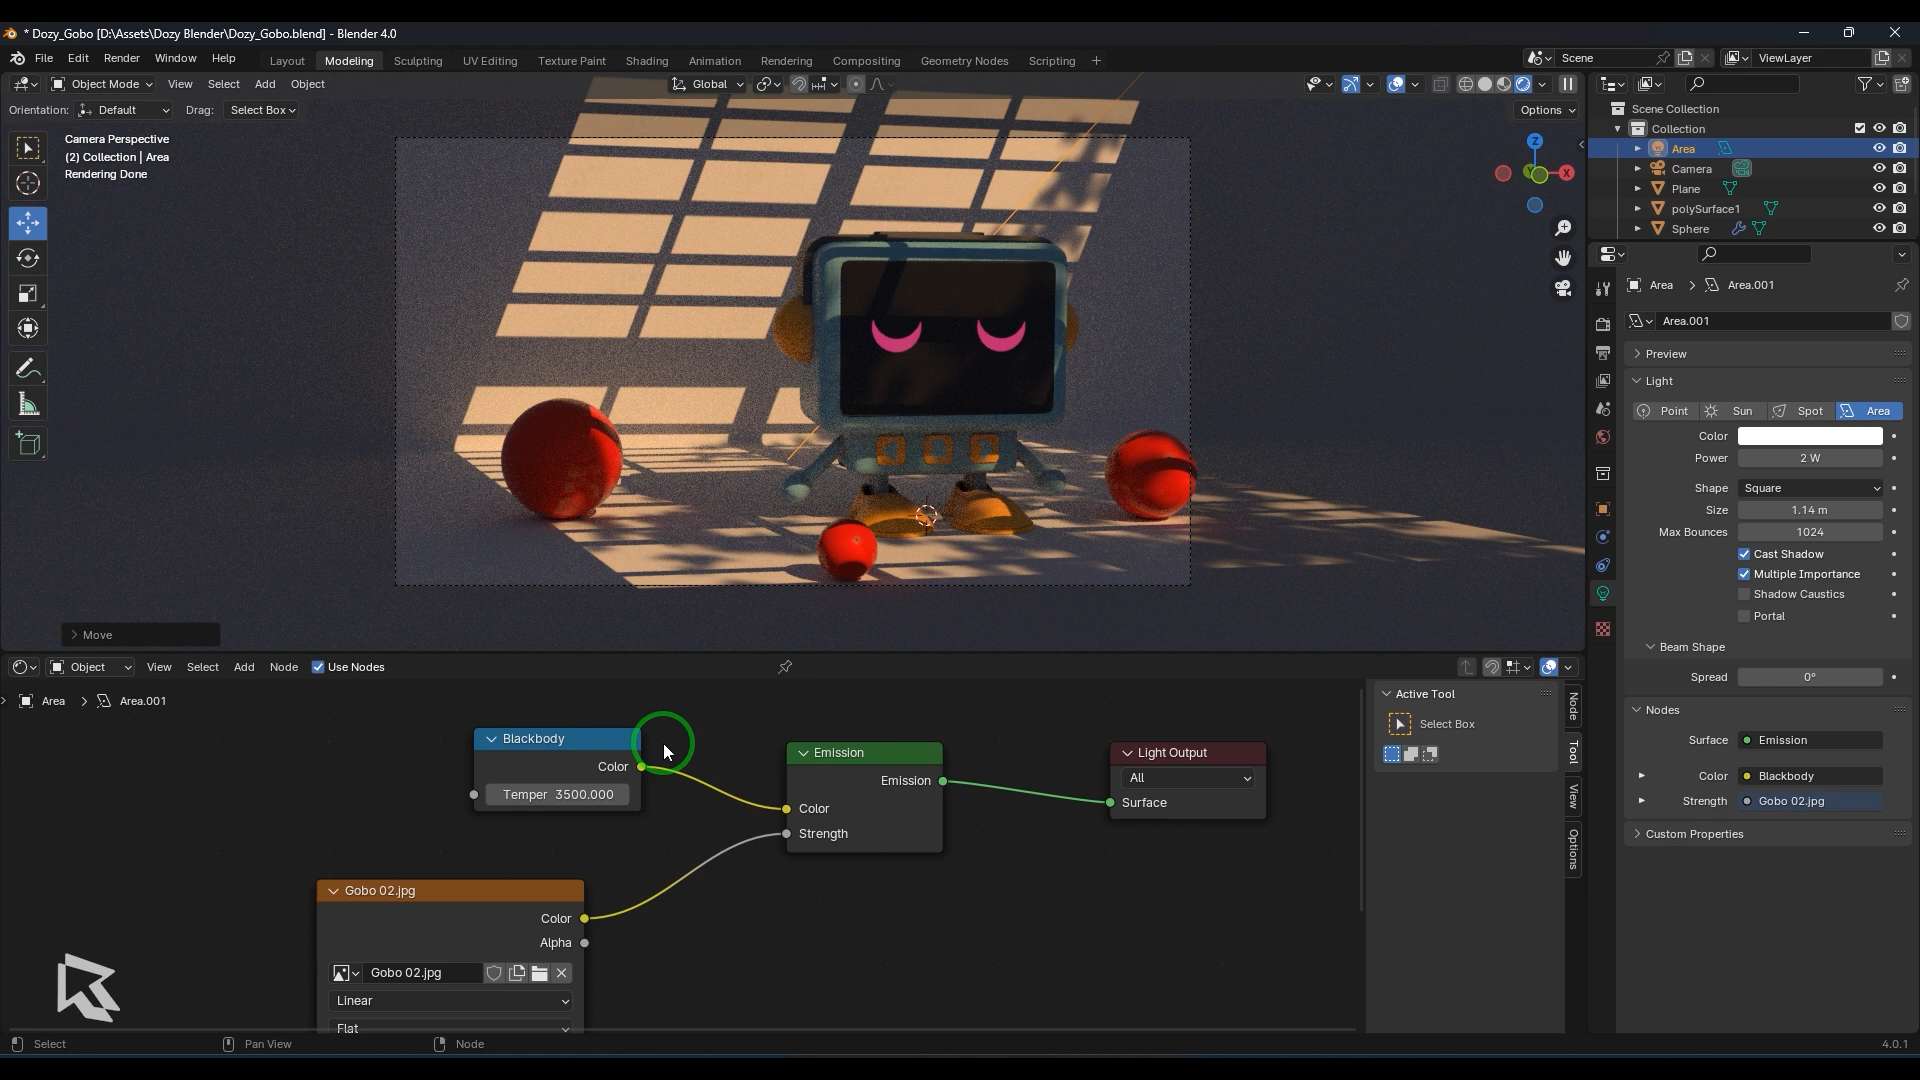 * Dozy_Gobo [D:\Assets\Dozy Blender\Dozy_Gobo.blend] - Blender 4.0
File Edit Render Window Help Layout Modeling Sculpting UV Editing Texture Paint Shading Animation Rendering Compositing Geometry Nodes Scripting + Scene ViewLayer
Object Mode View Select Add Object Global
Orientation: Default Drag: Select Box Options
Camera Perspective
(2) Collection | Area
Rendering Done
Z
Y
X
Move
Scene Collection
Collection
Area
Camera
Plane
polySurface1
Sphere
Area > Area.001
Area.001
Preview
Light
Point Sun Spot Area
Color
Power 2 W
Shape Square
Size 1.14 m
Max Bounces 1024
Cast Shadow
Multiple Importance
Shadow Caustics
Portal
Beam Shape
Spread 0°
Nodes
Surface Emission
Color Blackbody
Strength Gobo 02.jpg
Custom Properties
Object View Select Add Node Use Nodes
Area > Area.001
Blackbody
Color
Temper 3500.000
Emission
Emission
Color
Strength
Light Output
All
Surface
Gobo 02.jpg
Color
Alpha
Gobo 02.jpg
Linear
Flat
Active Tool
Select Box
Node
Tool
View
Options
Select Pan View Node 4.0.1